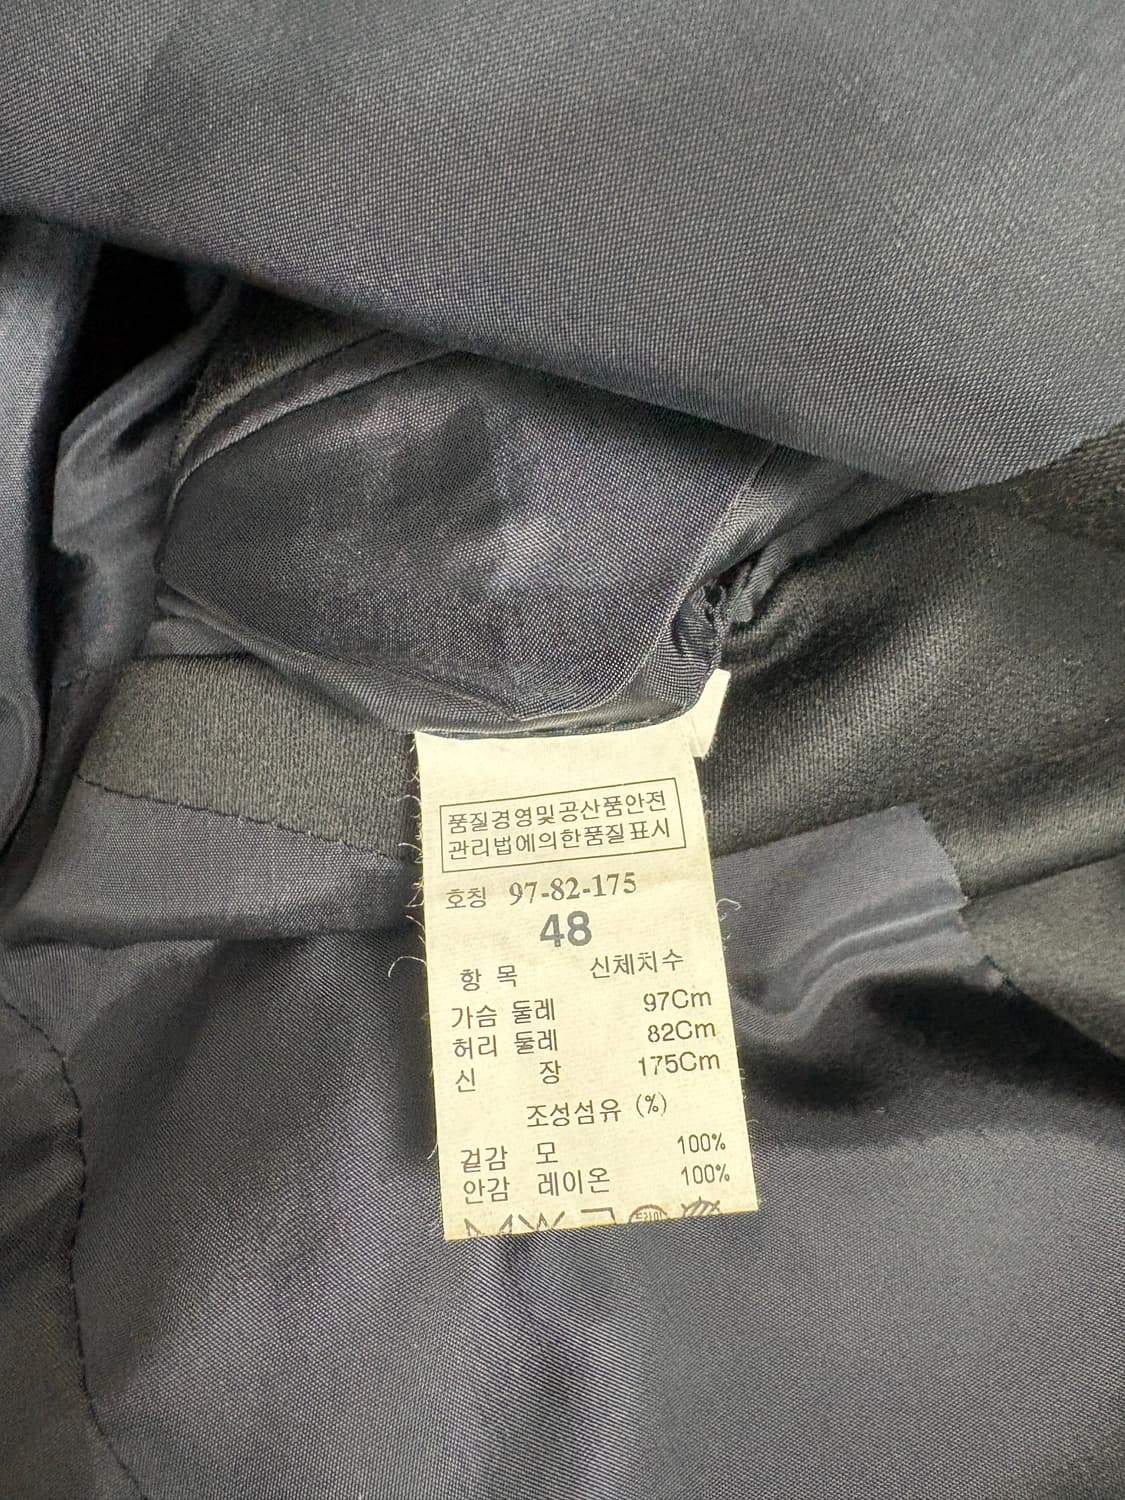 품질경영및공산품안전
관리법에의한품질표시
호칭 97-82-175
48
항 목 신체치수
가슴 둘레 97Cm
허리 둘레 82Cm
신 장 175Cm
조성섬유 (%)
겉감 모 100%
안감 레이온 100%